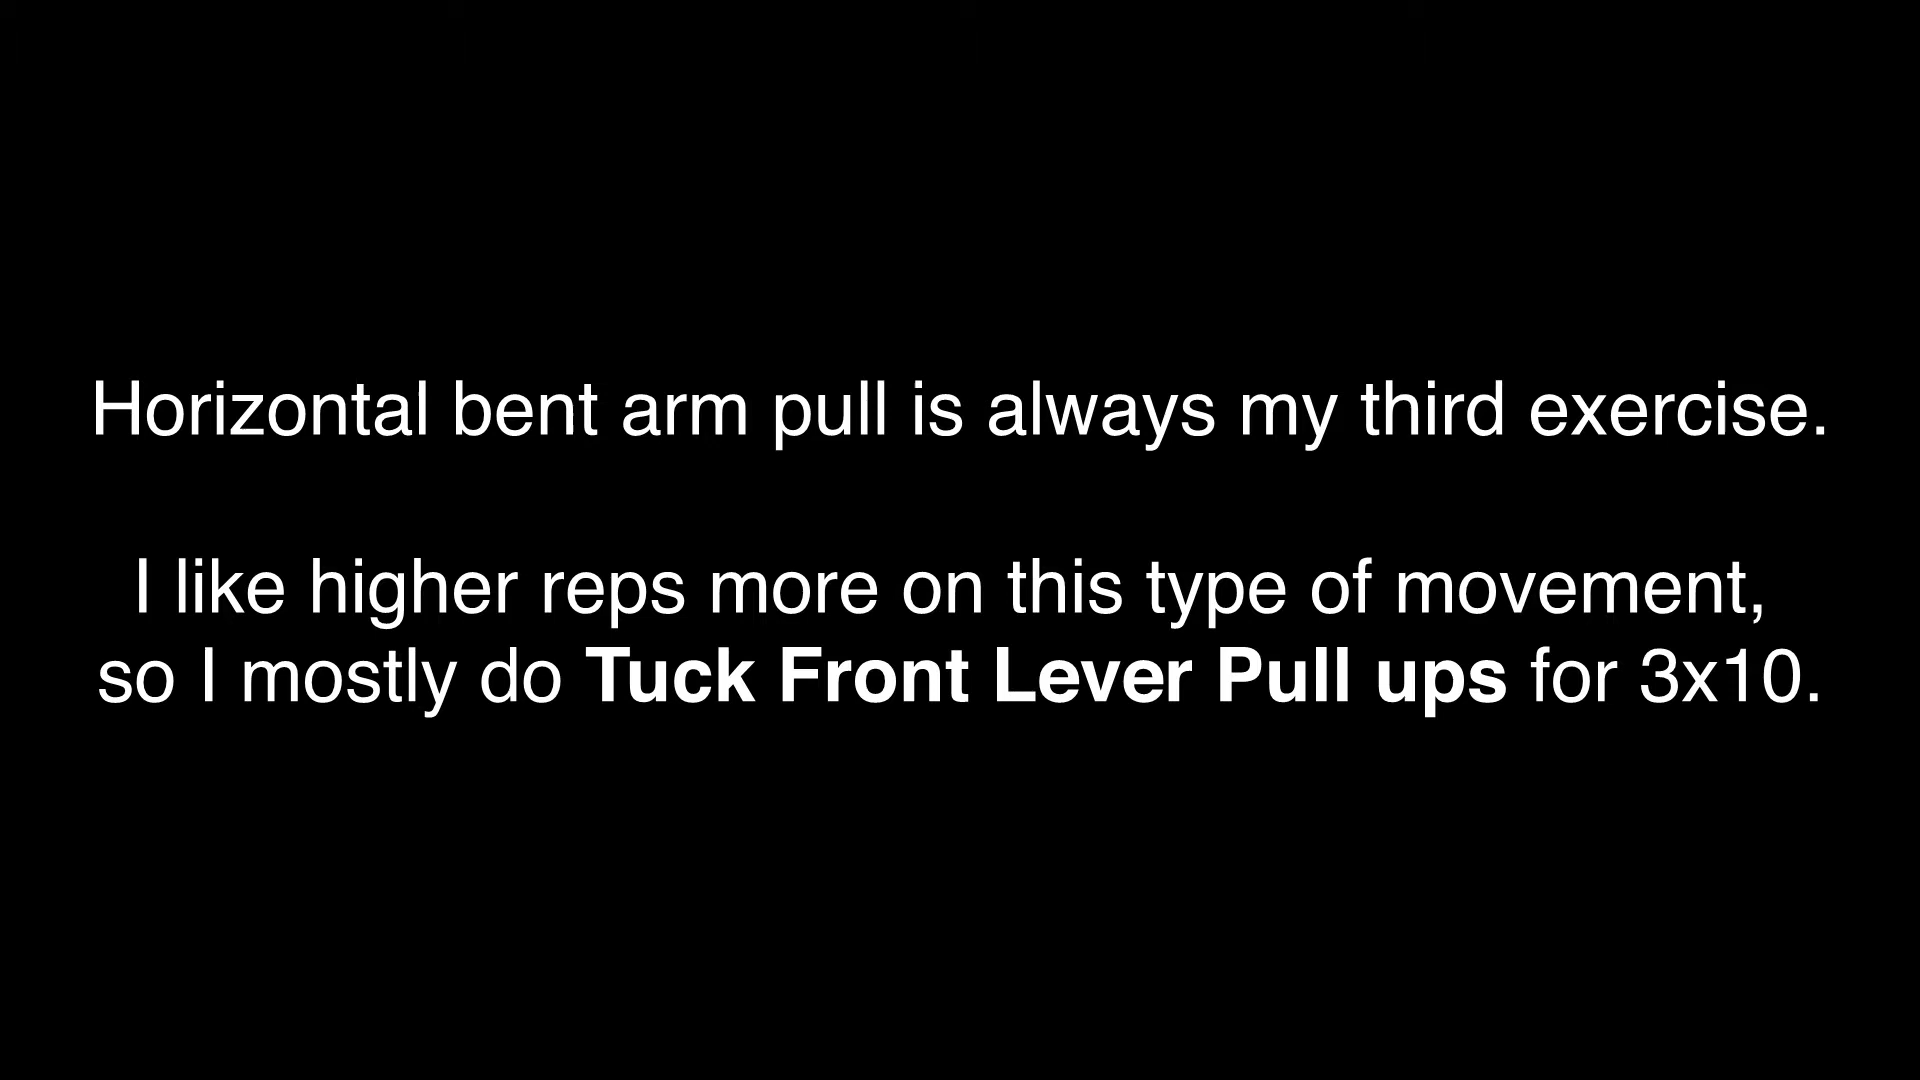 Horizontal bent arm pull is always my third exercise.
I like higher reps more on this type of movement,
so I mostly do Tuck Front Lever Pull ups for 3x10.